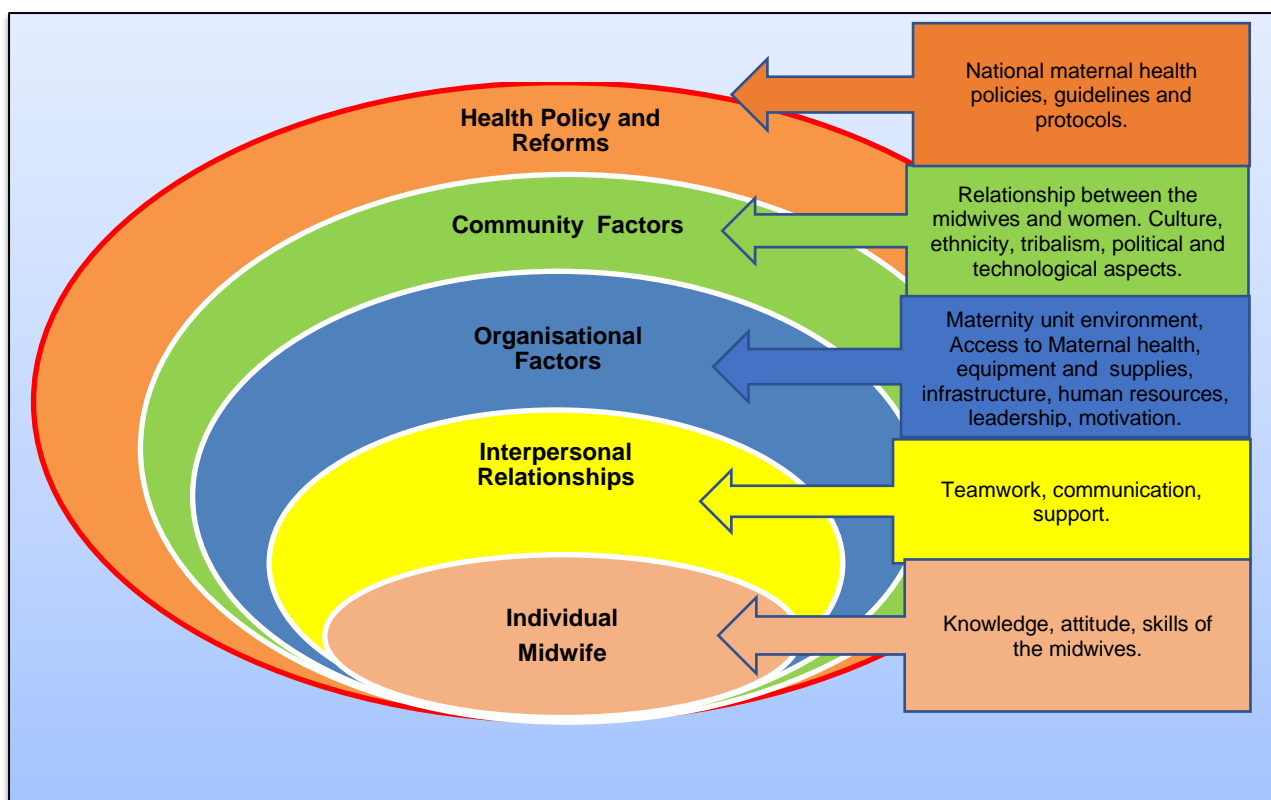 Health Policy and
Reforms
National maternal health
policies, guidelines and
protocols.
Community Factors
Relationship between the
midwives and women. Culture,
ethnicity, tribalism, political and
technological aspects.
Organisational
Factors
Maternity unit environment,
Access to Maternal health,
equipment and supplies,
infrastructure, human resources,
leadership, motivation.
Interpersonal
Relationships
Teamwork, communication,
support.
Individual
Midwife
Knowledge, attitude, skills of
the midwives.